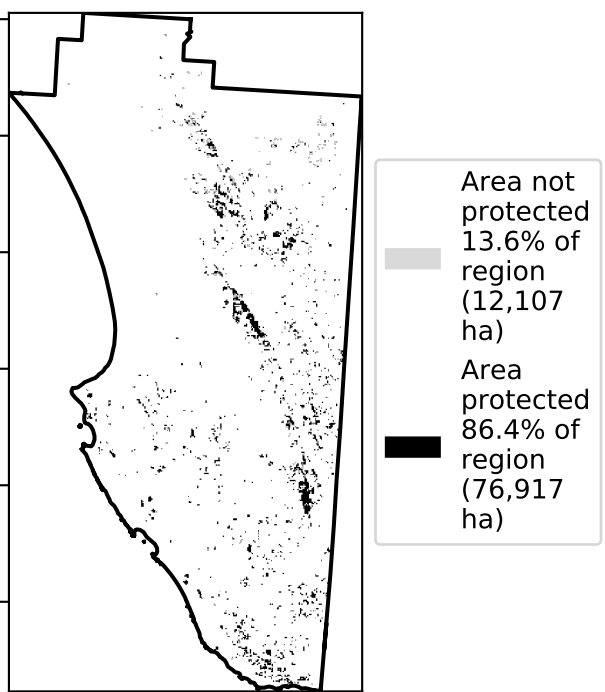 Area not
protected
13.6% of
region
(12,107
ha)
Area
protected
86.4% of
region
(76,917
ha)